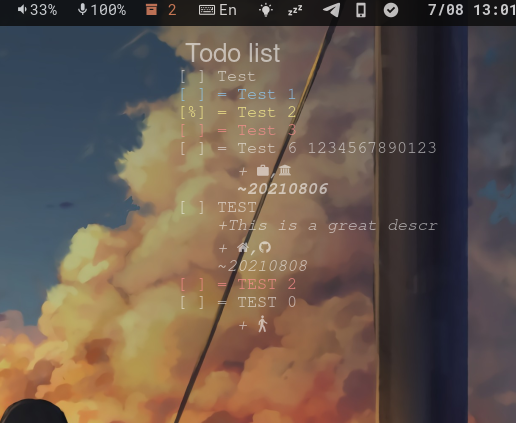 33% 100% 2 En 7/08 13:01
Todo list
[ ] Test
[ ] = Test 1
[%] = Test 2
[ ] = Test 3
[ ] = Test 6 1234567890123
+ ,
~20210806
[ ] TEST
+This is a great descr
+ ,
~20210808
[ ] = TEST 2
[ ] = TEST 0
+